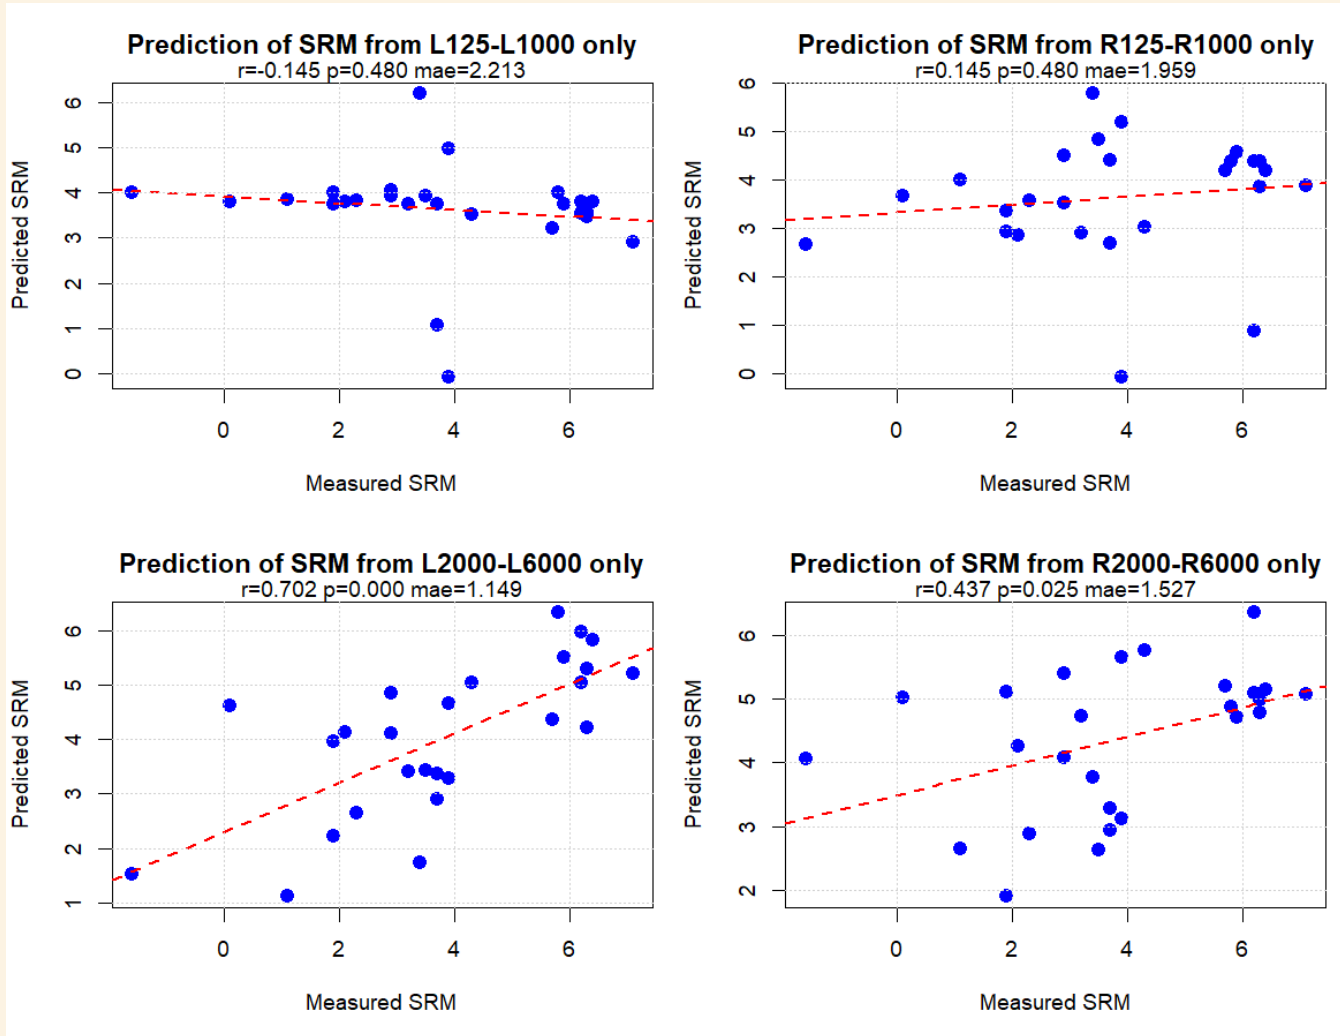 Prediction of SRM from L125-L1000 only
r=-0.145 p=0.480 mae=2.213
Predicted SRM
6
5
4
3
2
1
0
0 2 4 6
Measured SRM
Prediction of SRM from R125-R1000 only
r=0.145 p=0.480 mae=1.959
Predicted SRM
6
5
4
3
2
1
0
0 2 4 6
Measured SRM
Prediction of SRM from L2000-L6000 only
r=0.702 p=0.000 mae=1.149
Predicted SRM
6
5
4
3
2
1
0 2 4 6
Measured SRM
Prediction of SRM from R2000-R6000 only
r=0.437 p=0.025 mae=1.527
Predicted SRM
6
5
4
3
2
0 2 4 6
Measured SRM